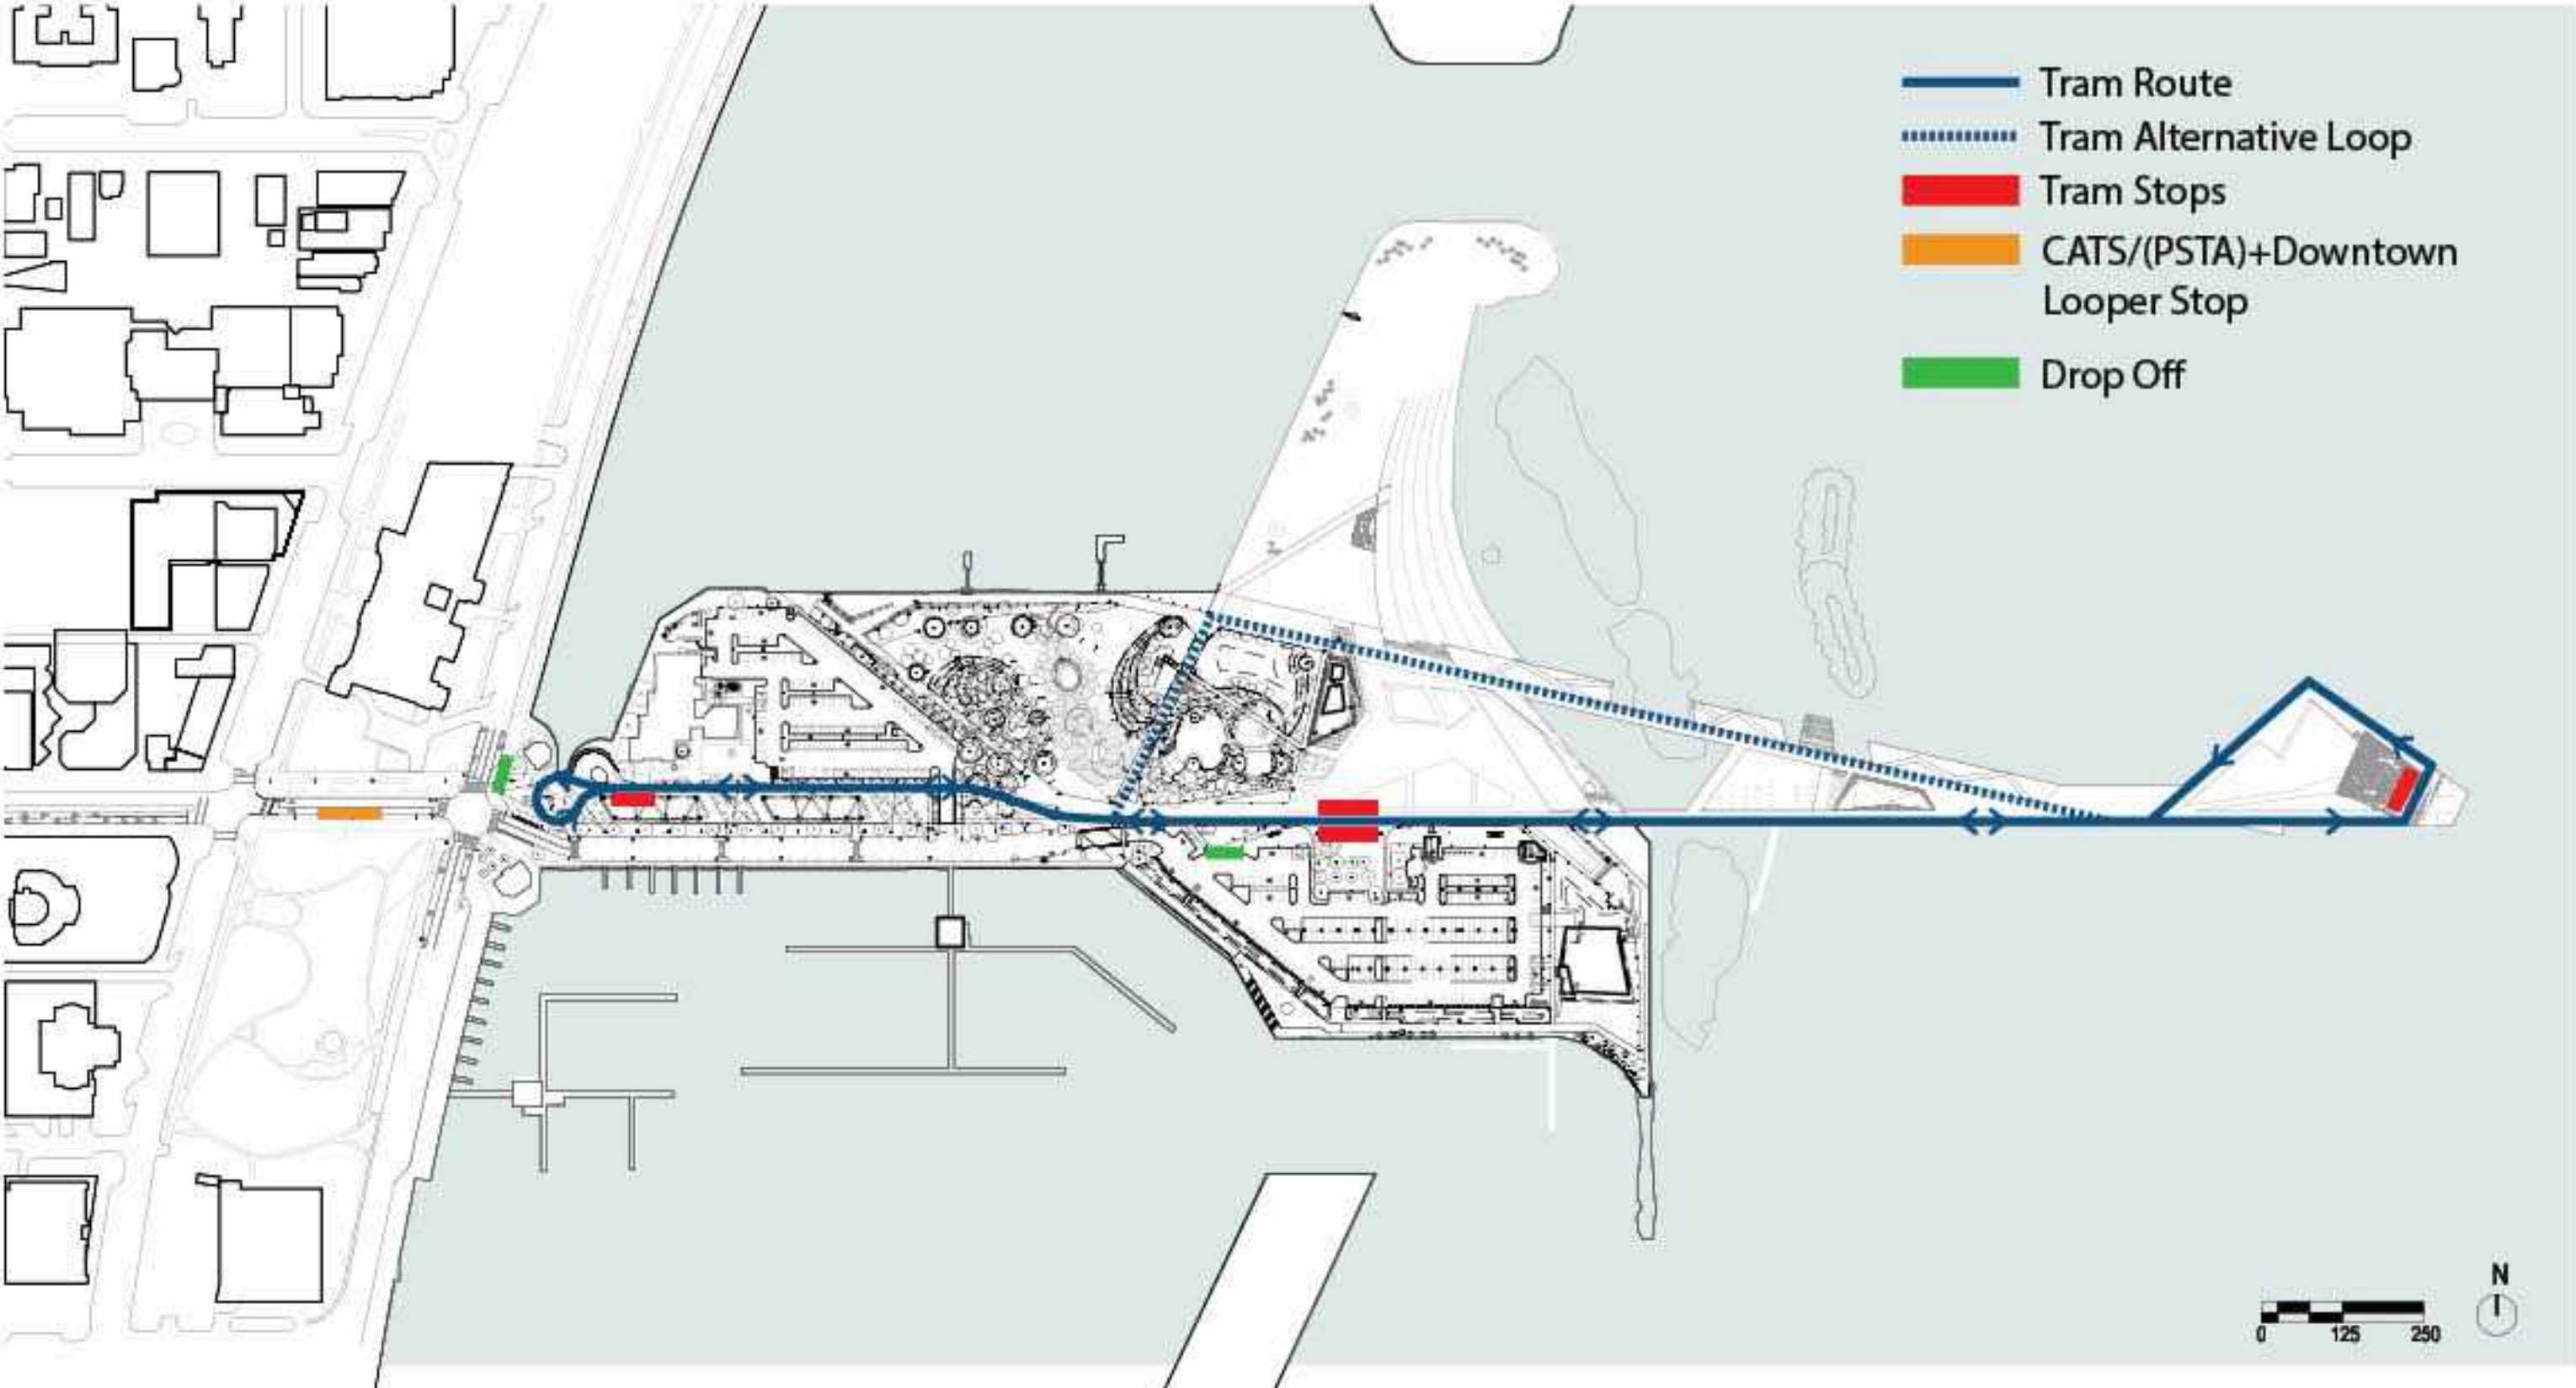 Tram Route
Tram Alternative Loop
Tram Stops
CATS/(PSTA)+Downtown
Looper Stop
Drop Off
N
0 125 250